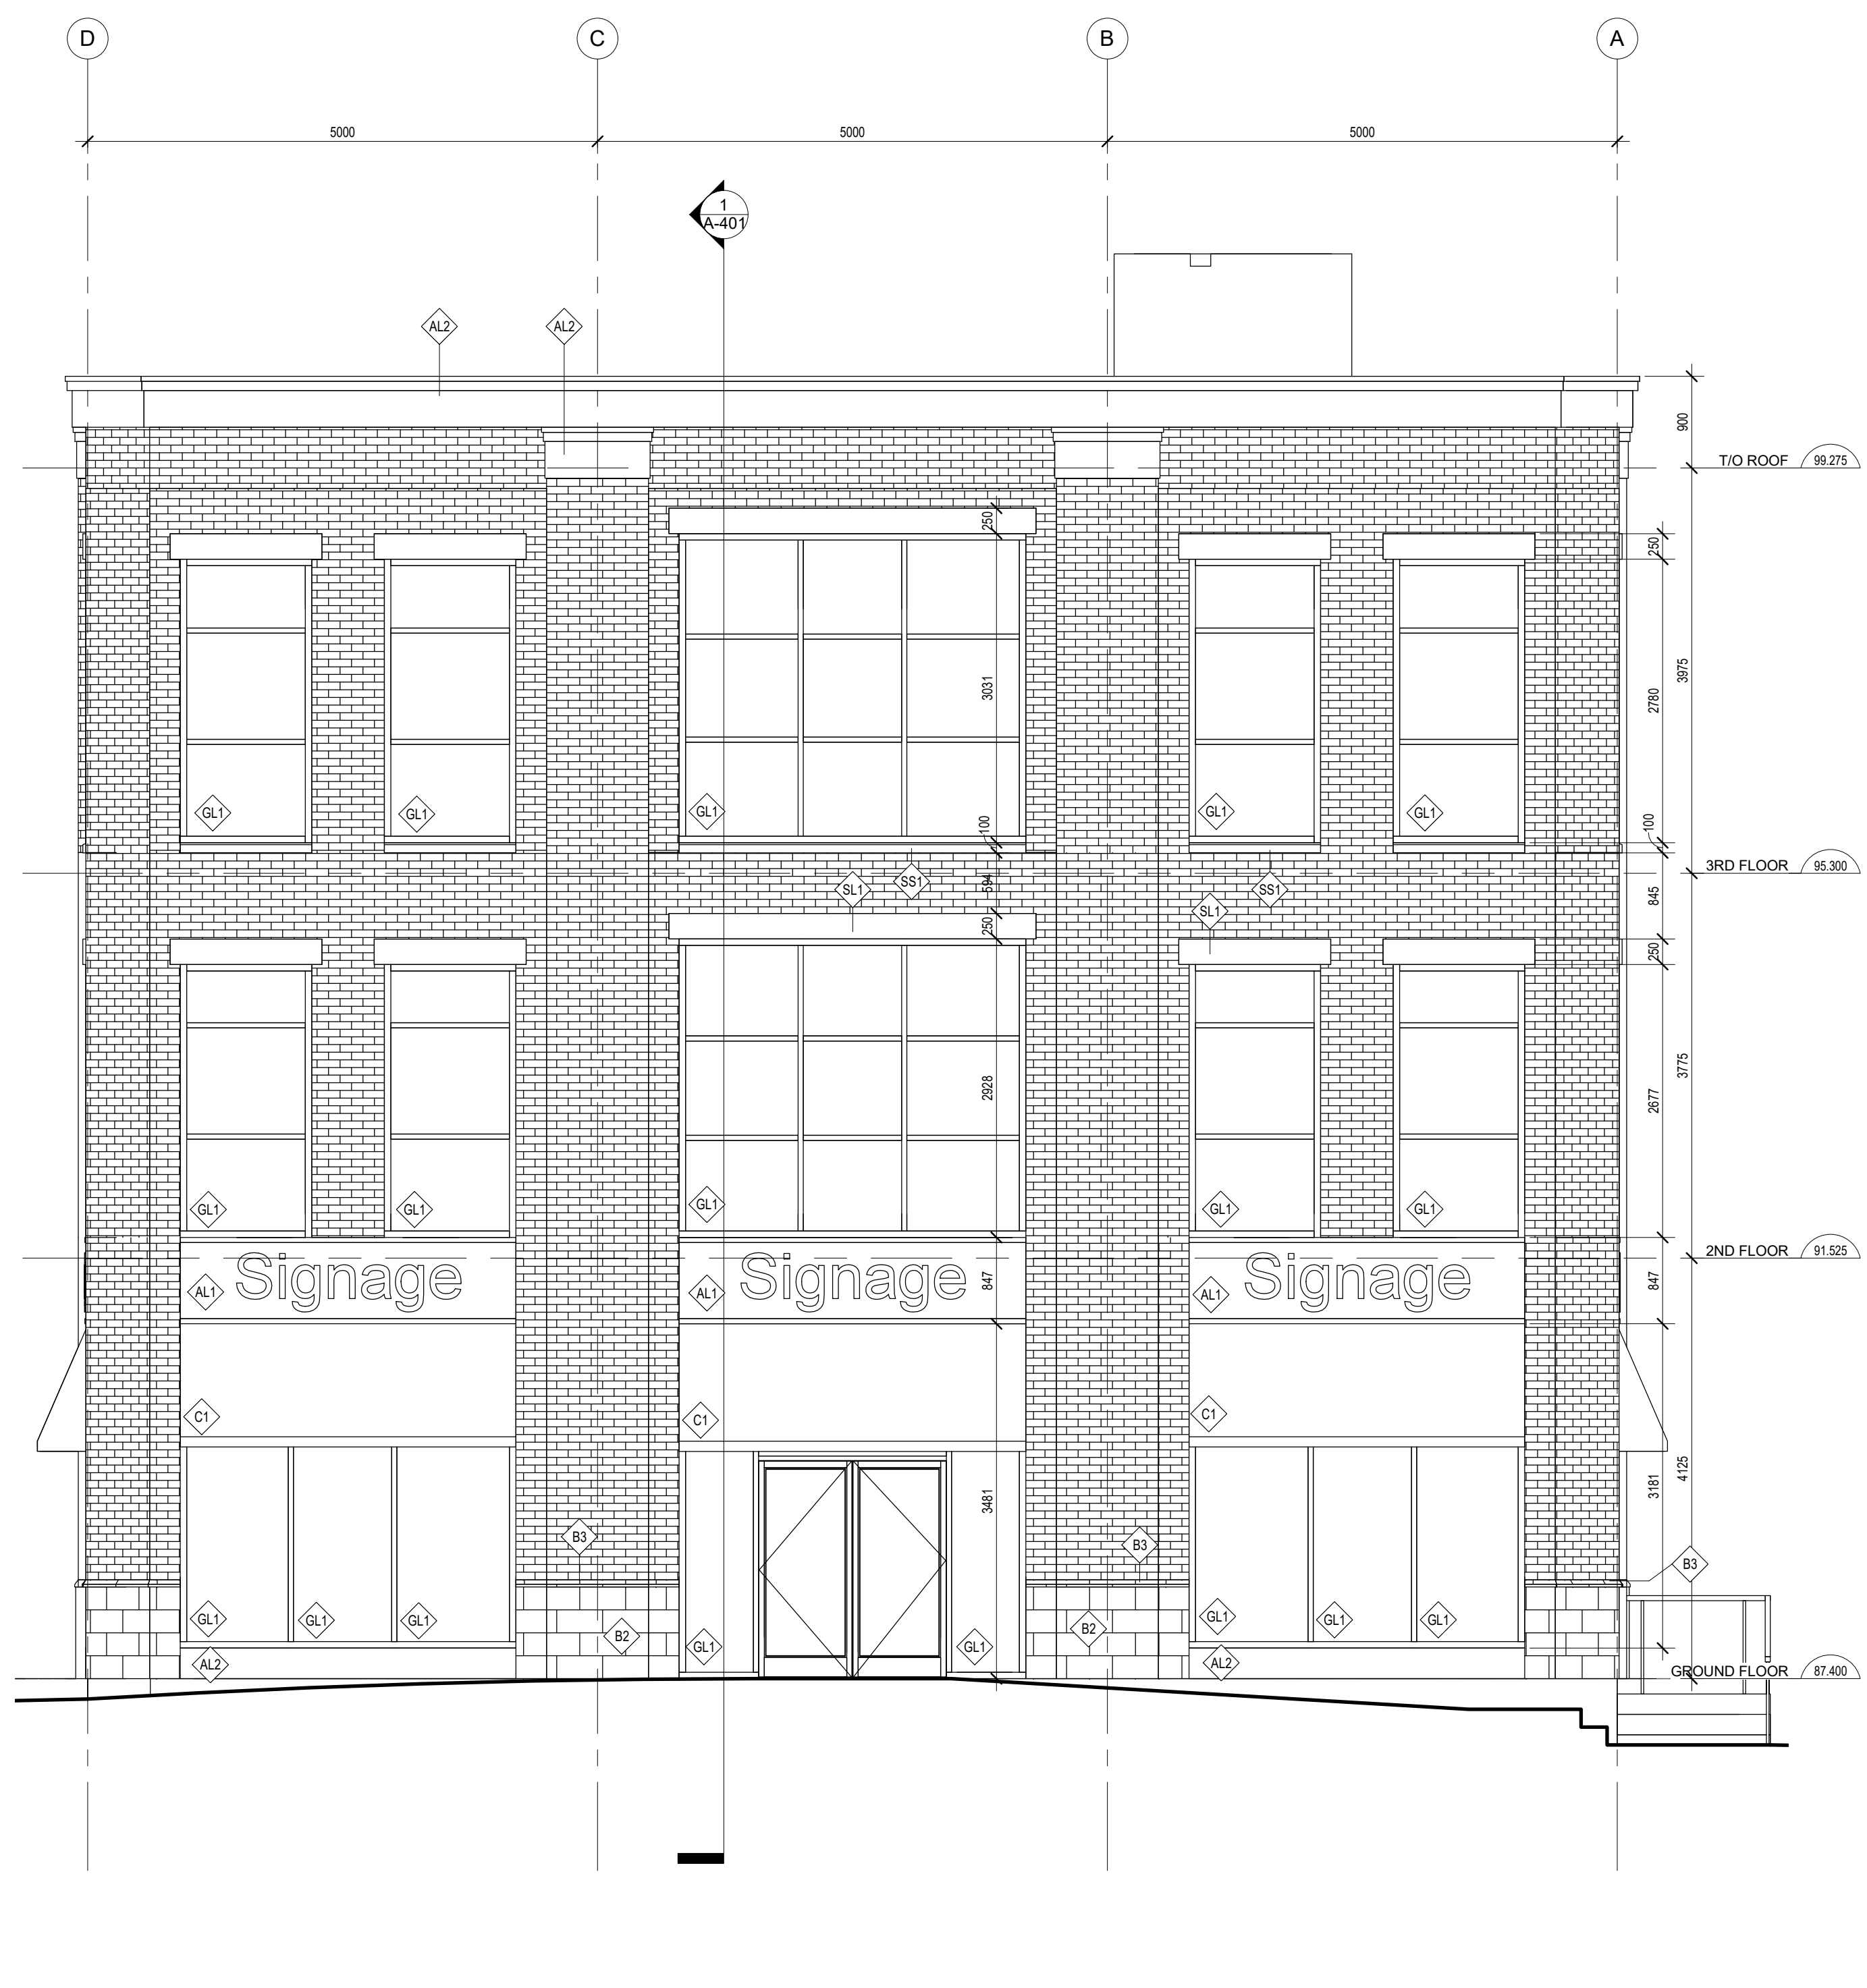 D C B A
5000 5000 5000
1
A-401
AL2 AL2
900
T/O ROOF 99.275
250
250
3975
3031
2780
GL1 GL1 GL1 GL1 GL1
100
100
3RD FLOOR 95.300
SL1 SS1 594 SS1
845
SL1
250
250
3775
2928
2677
GL1 GL1 GL1 GL1 GL1
2ND FLOOR 91.525
Signage Signage Signage
AL1 AL1 AL1
847
847
C1 C1 C1
4125
3181
3481
B3 B3 B3
GL1 GL1 GL1 GL1 GL1 GL1
B2 B2
GL1 GL1
AL2 AL2
GROUND FLOOR 87.400